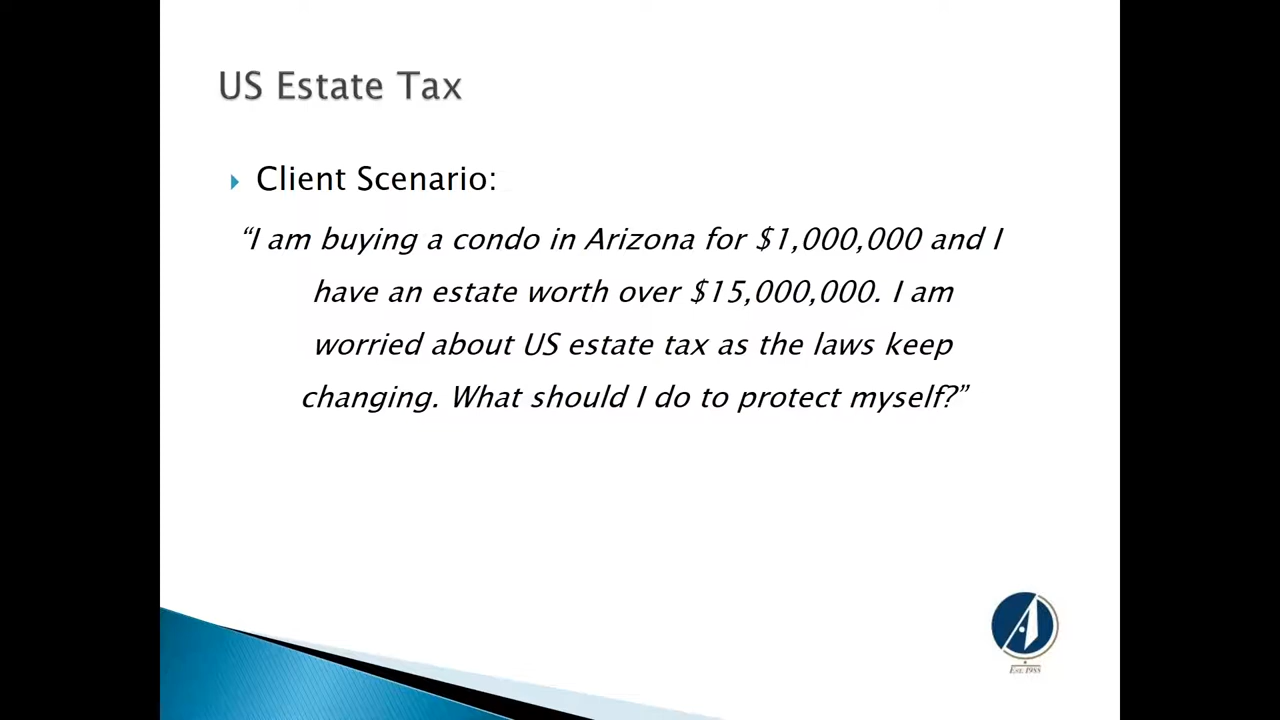 US Estate Tax
Client Scenario:
“I am buying a condo in Arizona for $1,000,000 and I
have an estate worth over $15,000,000. I am
worried about US estate tax as the laws keep
changing. What should I do to protect myself?”
EST. 1988